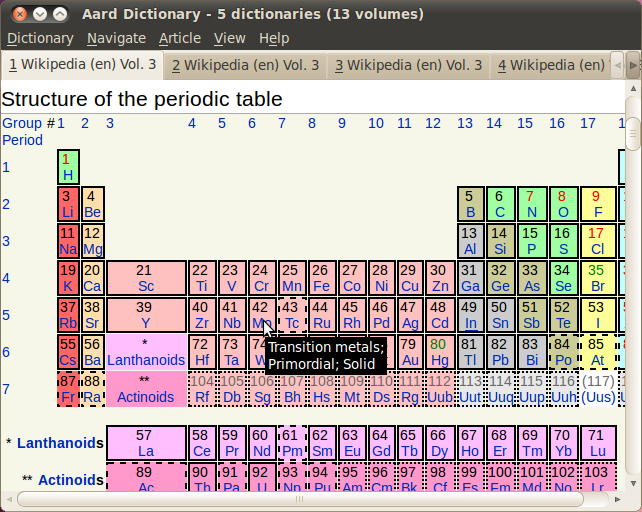 Aard Dictionary - 5 dictionaries (13 volumes)
Dictionary Navigate Article View Help
1 Wikipedia (en) Vol. 3 2 Wikipedia (en) Vol. 3 3 Wikipedia (en) Vol. 3 4 Wikipedia (en)
Structure of the periodic table
Group # 1 2 3 4 5 6 7 8 9 10 11 12 13 14 15 16 17
Period
1 1
H
2 3 4 5 6 7 8 9
Li Be B C N O F
3 11 12 13 14 15 16 17
Na Mg Al Si P S Cl
4 19 20 21 22 23 24 25 26 27 28 29 30 31 32 33 34 35
K Ca Sc Ti V Cr Mn Fe Co Ni Cu Zn Ga Ge As Se Br
5 37 38 39 40 41 42 43 44 45 46 47 48 49 50 51 52 53
Rb Sr Y Zr Nb Tc Ru Rh Pd Ag Cd In Sn Sb Te I
6 55 56 * 72 73 74 79 80 81 82 83 84 85
Cs Ba Lanthanoids Hf Ta Au Hg Tl Pb Bi Po At
Transition metals;
Primordial; Solid
7 87 88 ** 104 105 106 107 108 109 110 111 112 113 114 115 116 (117)
Fr Ra Actinoids Rf Db Sg Bh Hs Mt Ds Rg Uub Uut Uuq Uup Uuh (Uus)
* Lanthanoids 57 58 59 60 61 62 63 64 65 66 67 68 69 70 71
La Ce Pr Nd Pm Sm Eu Gd Tb Dy Ho Er Tm Yb Lu
** Actinoids 89 90 91 92 93 94 95 96 97 98 99 100 101 102 103
Ac Th Pa U Np Pu Am Cm Bk Cf Es Fm Md No Lr